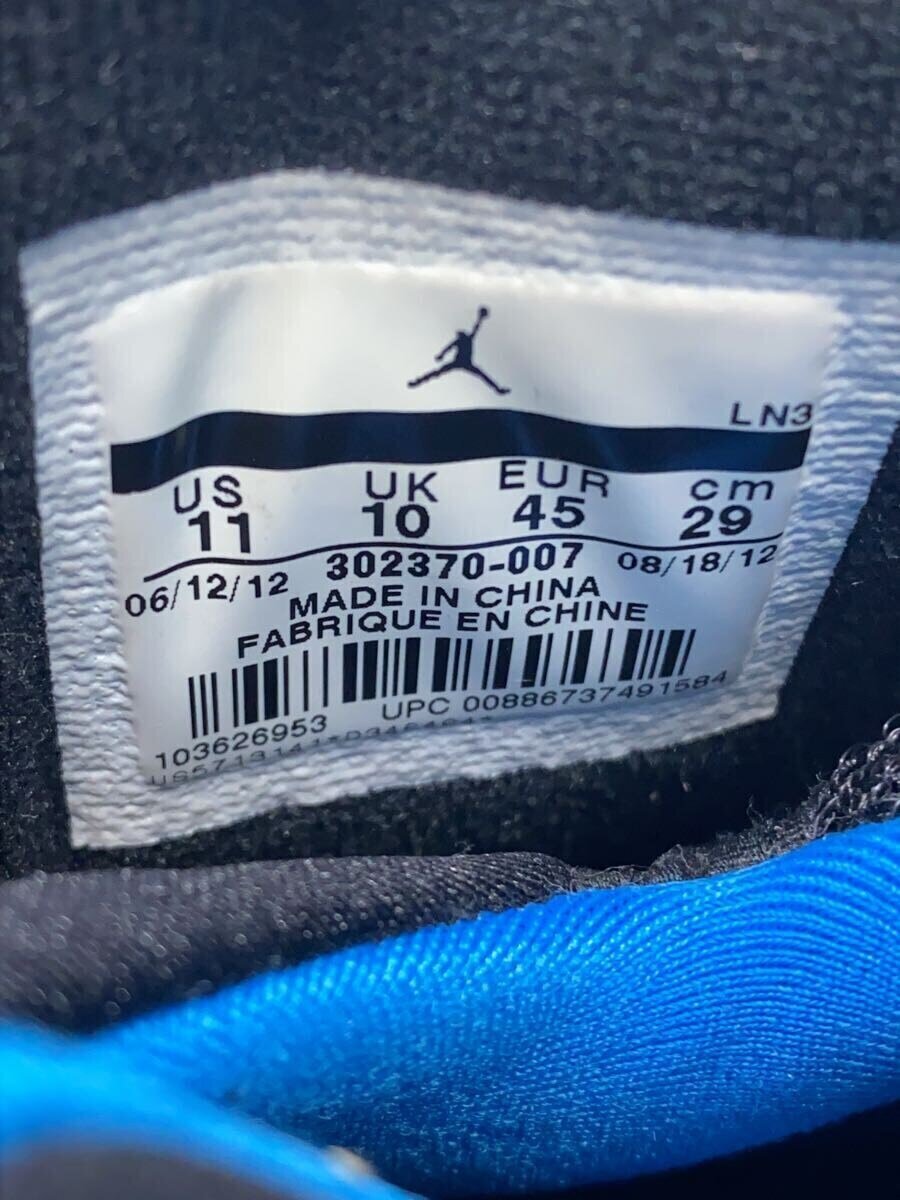 LN3
US UK EUR cm
11 10 45 29
06/12/12 302370-007 08/18/12
MADE IN CHINA
FABRIQUE EN CHINE
103626953 UPC 00886737491584